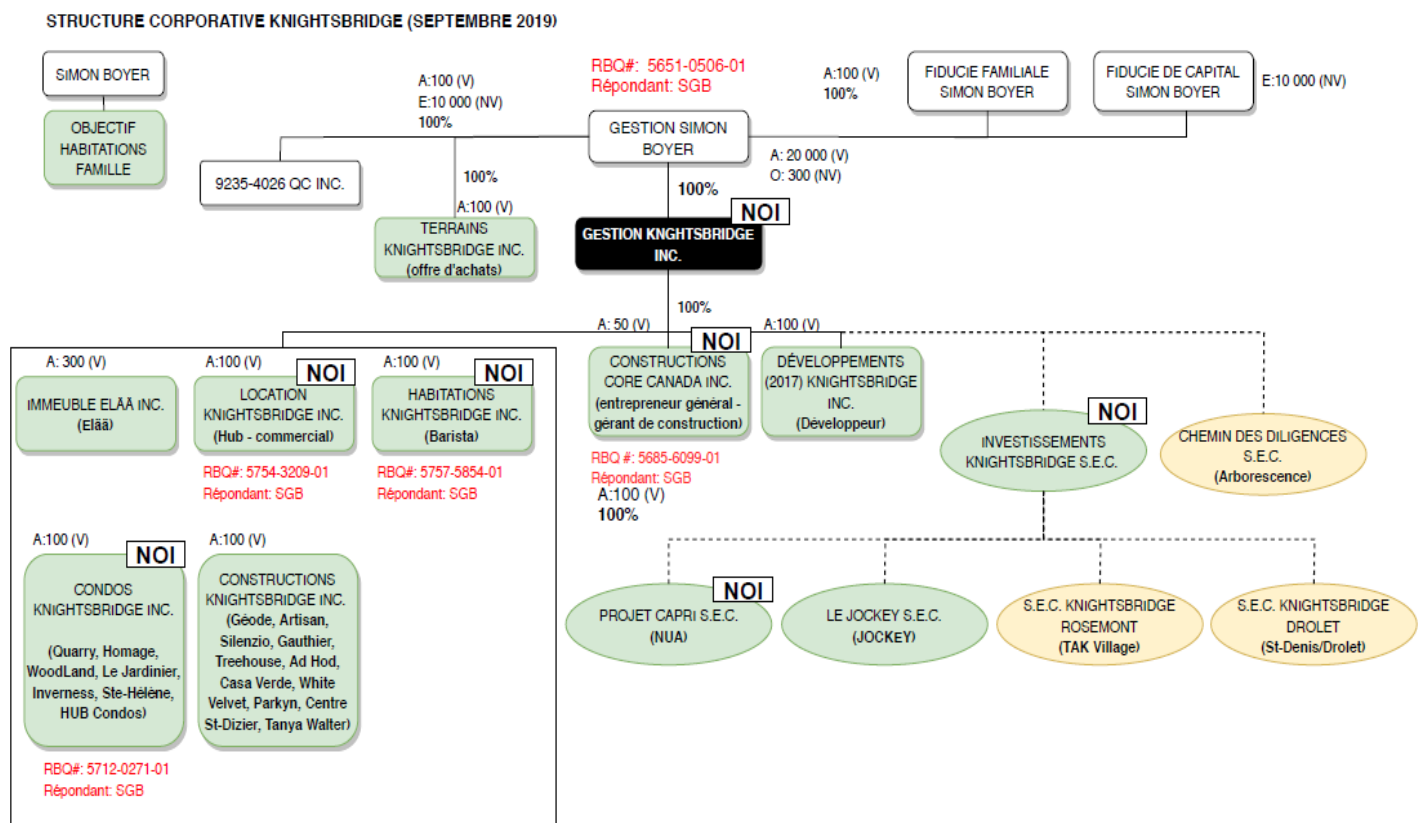 STRUCTURE CORPORATIVE KNIGHTSBRIDGE (SEPTEMBRE 2019)
SIMON BOYER
OBJECTIF
HABITATIONS
FAMILLE
A:100 (V)
E:10 000 (NV)
100%
RBQ#: 5651-0506-01
Répondant: SGB
A:100 (V)
100%
FIDUCIE FAMILIALE
SIMON BOYER
FIDUCIE DE CAPITAL
SIMON BOYER
E:10 000 (NV)
GESTION SIMON
BOYER
A: 20 000 (V)
O: 300 (NV)
9235-4026 QC INC.
100%
A:100 (V)
TERRAINS
KNIGHTSBRIDGE INC.
(offre d'achats)
100%
NOI
GESTION KNGHTSBRIDGE
INC.
100%
A: 300 (V)
IMMEUBLE ELÄÄ INC.
(Elää)
A:100 (V)
NOI
LOCATION
KNIGHTSBRIDGE INC.
(Hub - commercial)
RBQ#: 5754-3209-01
Répondant: SGB
A:100 (V)
NOI
HABITATIONS
KNIGHTSBRIDGE INC.
(Barista)
RBQ#: 5757-5854-01
Répondant: SGB
A: 50 (V)
NOI
CONSTRUCTIONS
CORE CANADA INC.
(entrepreneur général -
gérant de construction)
RBQ #: 5685-6099-01
Répondant: SGB
A:100 (V)
100%
A:100 (V)
DÉVELOPPEMENTS
(2017) KNIGHTSBRIDGE
INC.
(Développeur)
NOI
INVESTISSEMENTS
KNIGHTSBRIDGE S.E.C.
CHEMIN DES DILIGENCES
S.E.C.
(Arborescence)
A:100 (V)
NOI
CONDOS
KNIGHTSBRIDGE INC.
(Quarry, Homage,
WoodLand, Le Jardinier,
Inverness, Ste-Hélène,
HUB Condos)
RBQ#: 5712-0271-01
Répondant: SGB
A:100 (V)
CONSTRUCTIONS
KNIGHTSBRIDGE INC.
(Géode, Artisan,
Silenzio, Gauthier,
Treehouse, Ad Hod,
Casa Verde, White
Velvet, Parkyn, Centre
St-Dizier, Tanya Walter)
NOI
PROJET CAPRI S.E.C.
(NUA)
LE JOCKEY S.E.C.
(JOCKEY)
S.E.C. KNIGHTSBRIDGE
ROSEMONT
(TAK Village)
S.E.C. KNIGHTSBRIDGE
DROLET
(St-Denis/Drolet)